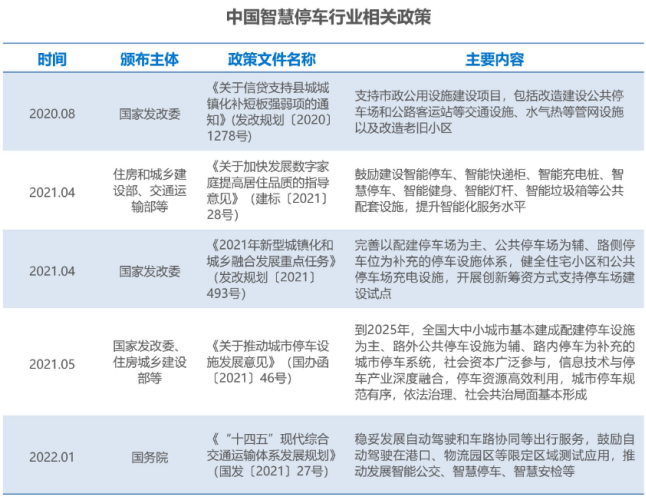 中国智慧停车行业相关政策
时间 颁布主体 政策文件名称 主要内容
2020.08
国家发改委
《关于信贷支持县城城
镇化补短板强弱项的通
知》(发改规划〔2020〕
1278号)
支持市政公用设施建设项目，包括改造建设公共停
车场和公路客运站等交通设施、水气热等管网设施
以及改造老旧小区
2021.04
住房和城乡建
设部、交通运
输部等
《关于加快发展数字家
庭提高居住品质的指导
意见》（建标〔2021〕
28号）
鼓励建设智能停车、智能快递柜、智能充电桩、智
慧停车、智能健身、智能灯杆、智能垃圾箱等公共
配套设施，提升智能化服务水平
2021.04
国家发改委
《2021年新型城镇化和
城乡融合发展重点任务》
（发改规划〔2021〕
493号）
完善以配建停车场为主、公共停车场为辅、路侧停
车位为补充的停车设施体系，健全住宅小区和公共
停车场充电设施，开展创新筹资方式支持停车场建
设试点
2021.05
国家发改委、
住房城乡建设
部等
《关于推动城市停车设
施发展意见》（国办函
〔2021〕46号）
到2025年，全国大中小城市基本建成配建停车设施
为主、路外公共停车设施为辅、路内停车为补充的
城市停车系统，社会资本广泛参与，信息技术与停
车产业深度融合，停车资源高效利用，城市停车规
范有序，依法治理、社会共治局面基本形成
2022.01
国务院
《“十四五”现代综合
交通运输体系发展规划》
（国发〔2021〕27号）
稳妥发展自动驾驶和车路协同等出行服务，鼓励自
动驾驶在港口、物流园区等限定区域测试应用，推
动发展智能公交、智慧停车、智慧安检等